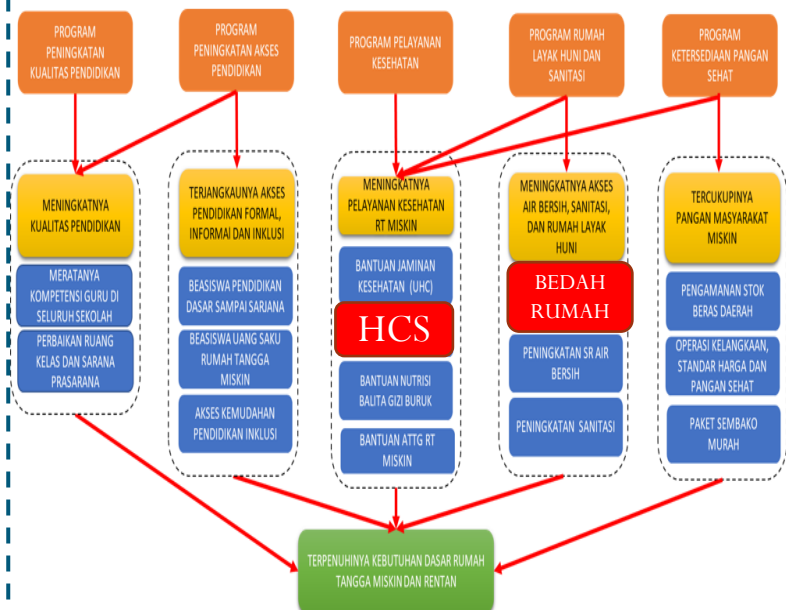 PROGRAM
PENINGKATAN
KUALITAS PENDIDIKAN
PROGRAM
PENINGKATAN AKSES
PENDIDIKAN
PROGRAM PELAYANAN
KESEHATAN
PROGRAM RUMAH
LAYAK HUNI DAN
SANITASI
PROGRAM
KETERSEDIAAN PANGAN
SEHAT
MENINGKATNYA
KUALITAS PENDIDIKAN
TERJANGKAUNYA AKSES
PENDIDIKAN FORMAL,
INFORMAl DAN INKLUSI
MENINGKATNYA
PELAYANAN KESEHATAN
RT MISKIN
MENINGKATNYA AKSES
AIR BERSIH, SANITASI,
DAN RUMAH LAYAK
HUNI
TERCUKUPINYA
PANGAN MASYARAKAT
MISKIN
MERATANYA
KOMPETENSI GURU DI
SELURUH SEKOLAH
PERBAIKAN RUANG
KELAS DAN SARANA
PRASARANA
BEASISWA PENDIDIKAN
DASAR SAMPAI SARJANA
BEASISWA UANG SAKU
RUMAH TANGGA
MISKIN
AKSES KEMUDAHAN
PENDIDIKAN INKLUSI
BANTUAN JAMINAN
KESEHATAN (UHC)
HCS
BANTUAN NUTRISI
BALITA GIZI BURUK
BANTUAN ATTG RT
MISKIN
BEDAH
RUMAH
PENINGKATAN SR AIR
BERSIH
PENINGKATAN SANITASI
PENGAMANAN STOK
BERAS DAERAH
OPERASI KELANGKAAN,
STANDAR HARGA DAN
PANGAN SEHAT
PAKET SEMBAKO
MURAH
TERPENUHINYA KEBUTUHAN DASAR RUMAH
TANGGA MISKIN DAN RENTAN